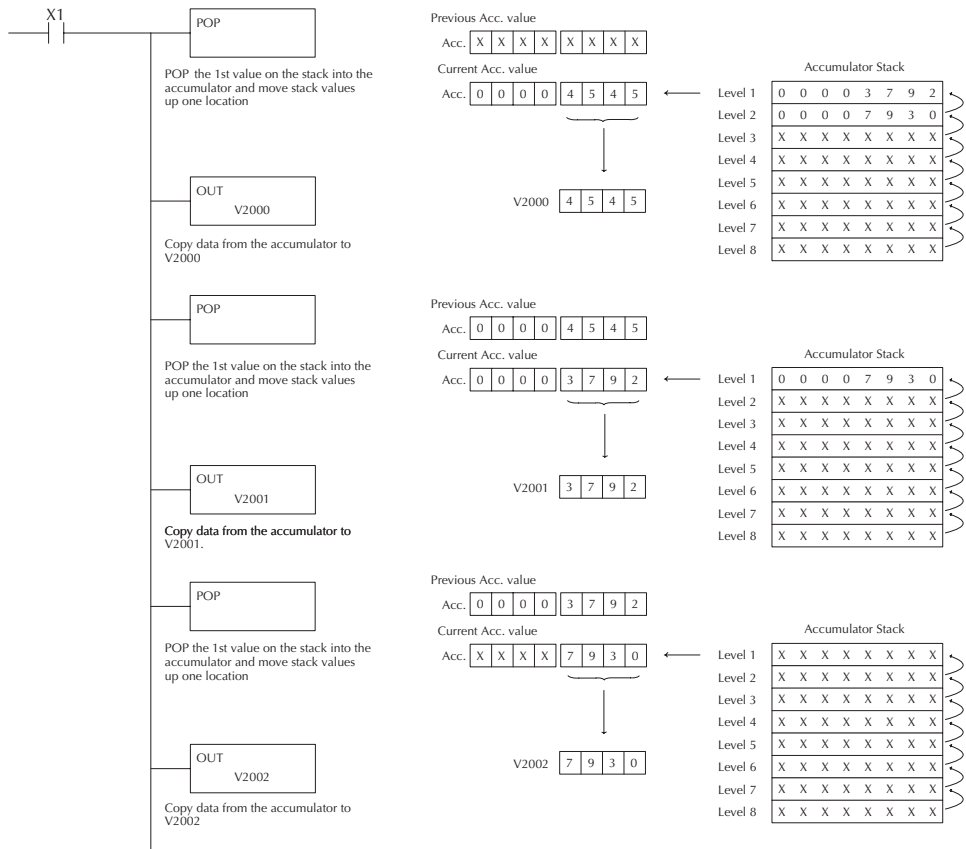 X1
POP
POP the 1st value on the stack into the
accumulator and move stack values
up one location
OUT
V2000
Copy data from the accumulator to
V2000
Previous Acc. value
Acc. X X X X X X X X
Current Acc. value
Acc. 0 0 0 0 4 5 4 5
V2000 4 5 4 5
Accumulator Stack
Level 1 0 0 0 0 3 7 9 2
Level 2 0 0 0 0 7 9 3 0
Level 3 X X X X X X X X
Level 4 X X X X X X X X
Level 5 X X X X X X X X
Level 6 X X X X X X X X
Level 7 X X X X X X X X
Level 8 X X X X X X X X
POP
POP the 1st value on the stack into the
accumulator and move stack values
up one location
OUT
V2001
Copy data from the accumulator to
V2001.
Previous Acc. value
Acc. 0 0 0 0 4 5 4 5
Current Acc. value
Acc. 0 0 0 0 3 7 9 2
V2001 3 7 9 2
Accumulator Stack
Level 1 0 0 0 0 7 9 3 0
Level 2 X X X X X X X X
Level 3 X X X X X X X X
Level 4 X X X X X X X X
Level 5 X X X X X X X X
Level 6 X X X X X X X X
Level 7 X X X X X X X X
Level 8 X X X X X X X X
POP
POP the 1st value on the stack into the
accumulator and move stack values
up one location
OUT
V2002
Copy data from the accumulator to
V2002
Previous Acc. value
Acc. 0 0 0 0 3 7 9 2
Current Acc. value
Acc. X X X X 7 9 3 0
V2002 7 9 3 0
Accumulator Stack
Level 1 X X X X X X X X
Level 2 X X X X X X X X
Level 3 X X X X X X X X
Level 4 X X X X X X X X
Level 5 X X X X X X X X
Level 6 X X X X X X X X
Level 7 X X X X X X X X
Level 8 X X X X X X X X